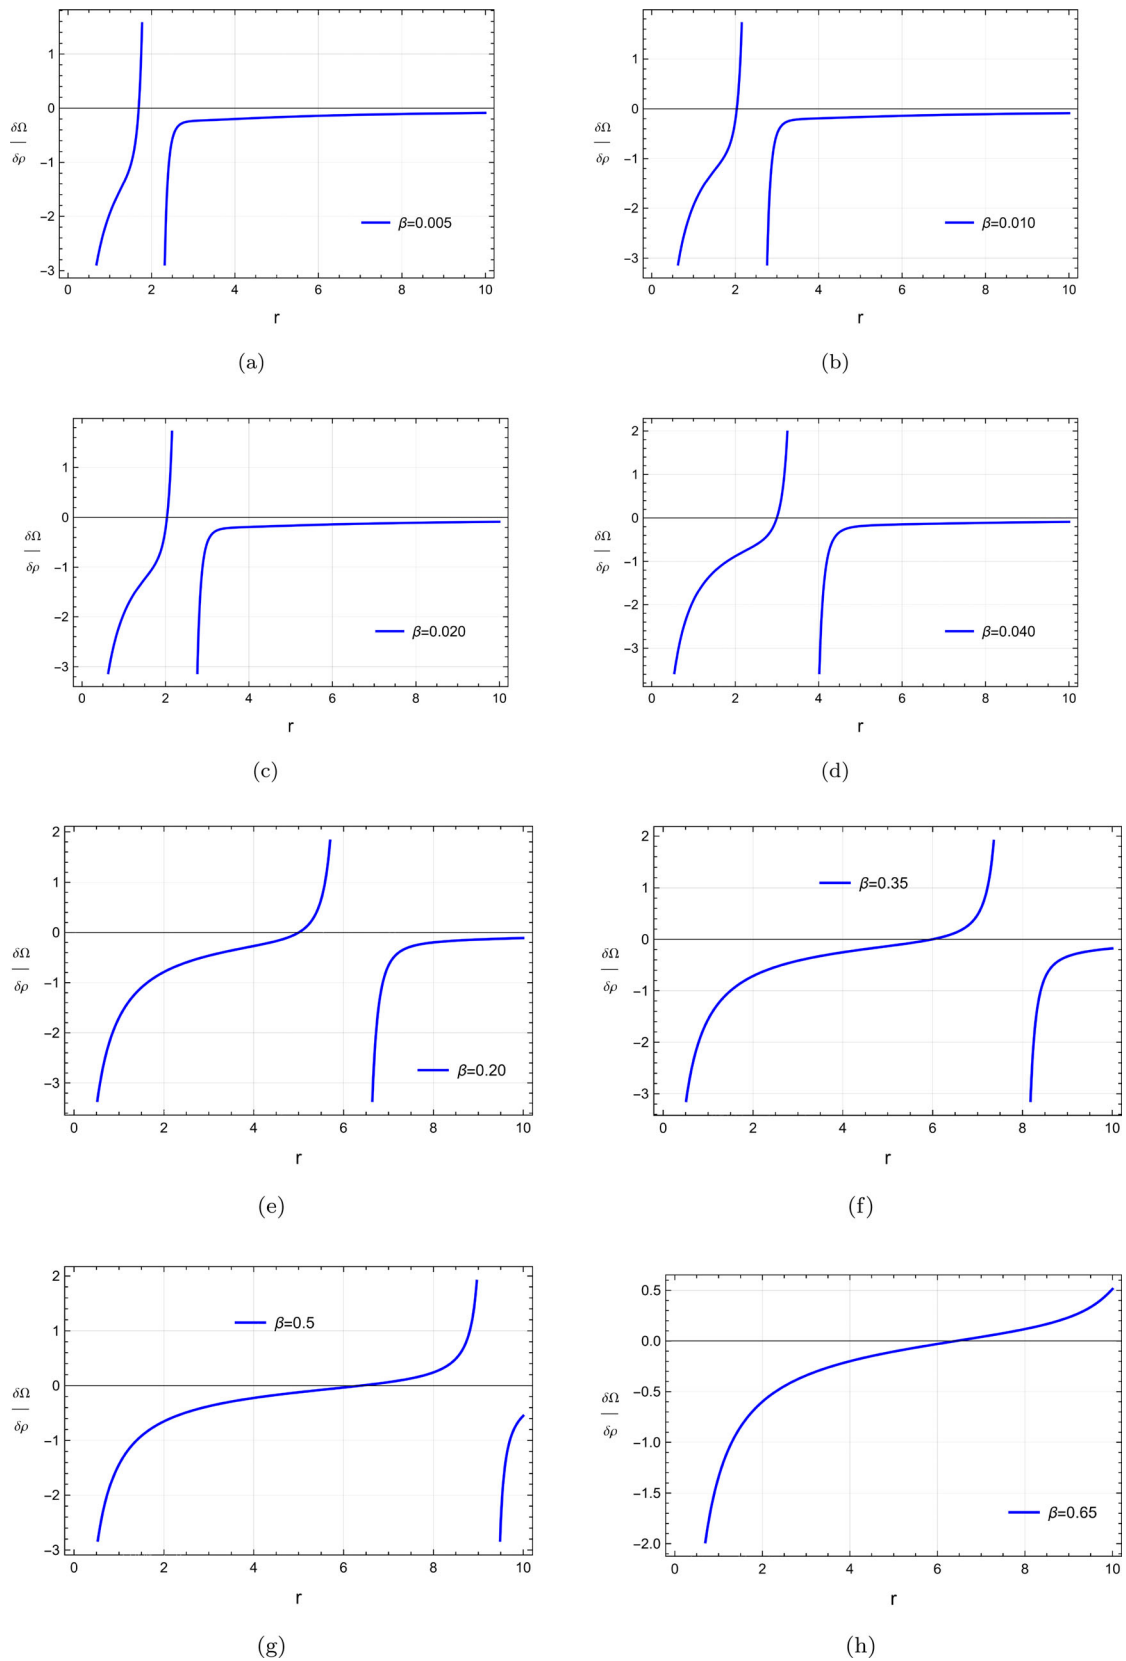 1
0
−1
−2
−3
δΩ
δρ
β=0.005
0 2 4 6 8 10
r
(a)
1
0
−1
−2
−3
δΩ
δρ
β=0.010
0 2 4 6 8 10
r
(b)
1
0
−1
−2
−3
δΩ
δρ
β=0.020
0 2 4 6 8 10
r
(c)
2
1
0
−1
−2
−3
δΩ
δρ
β=0.040
0 2 4 6 8 10
r
(d)
2
1
0
−1
−2
−3
δΩ
δρ
β=0.20
0 2 4 6 8 10
r
(e)
2
1
0
−1
−2
−3
δΩ
δρ
β=0.35
0 2 4 6 8 10
r
(f)
2
1
0
−1
−2
−3
δΩ
δρ
β=0.5
0 2 4 6 8 10
r
(g)
0.5
0.0
−0.5
−1.0
−1.5
−2.0
δΩ
δρ
β=0.65
0 2 4 6 8 10
r
(h)